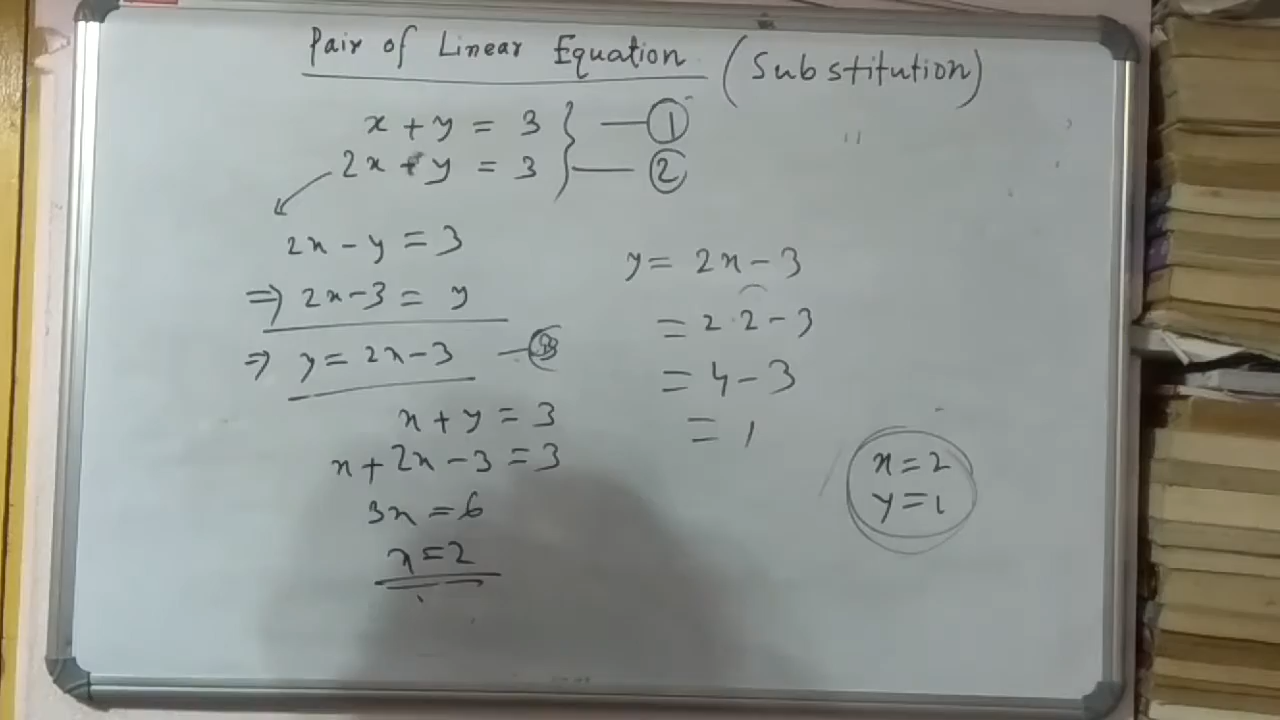 Pair of Linear Equation (Substitution)
x + y = 3 } — ①
2x + y = 3 } — ②
2x - y = 3
⇒ 2x - 3 = y
⇒ y = 2x - 3 —
x + y = 3
x + 2x - 3 = 3
3x = 6
x = 2
y = 2x - 3
= 2.2 - 3
= 4 - 3
= 1
x = 2
y = 1